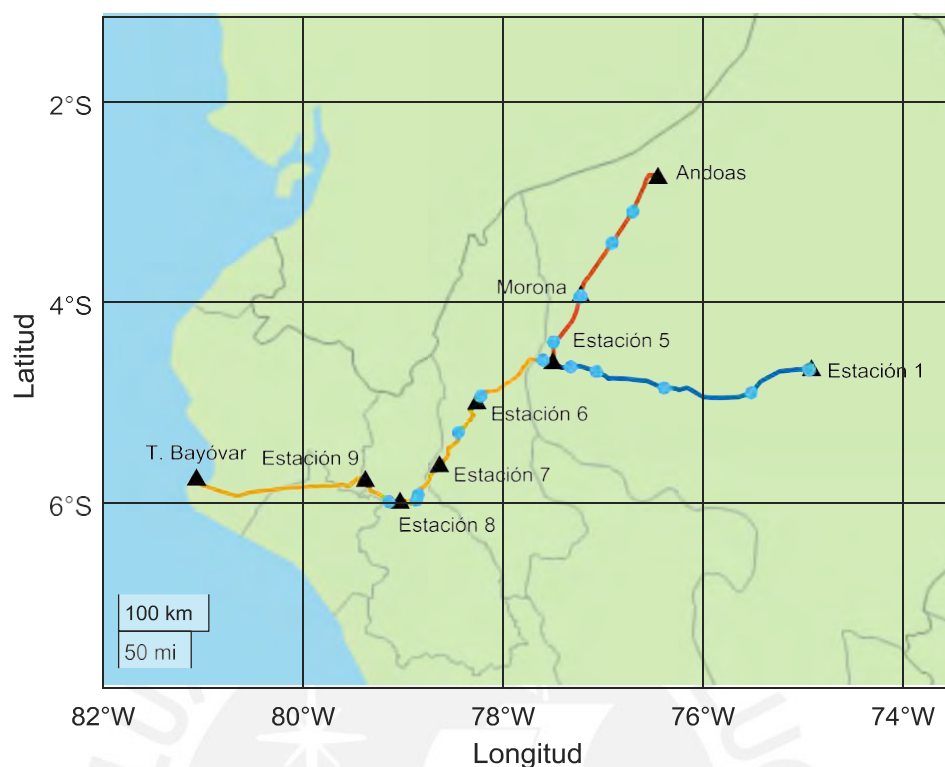 2°S
Andoas
Morona
4°S
Latitud
Estación 5
Estación 1
Estación 6
T. Bayóvar
Estación 9
Estación 7
6°S
Estación 8
100 km
50 mi
82°W
80°W
78°W
76°W
74°W
Longitud